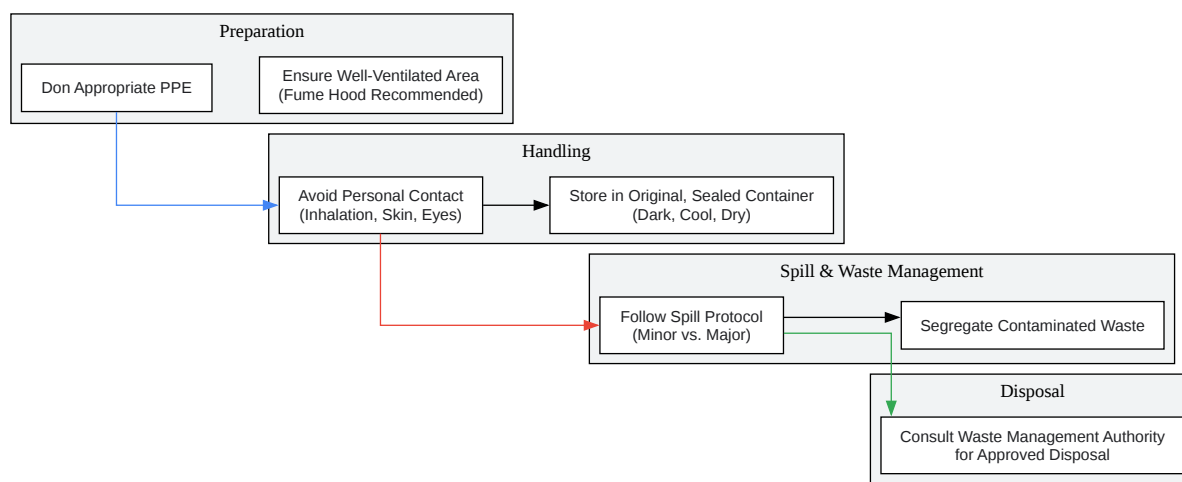 Preparation
Don Appropriate PPE
Ensure Well-Ventilated Area
(Fume Hood Recommended)
Handling
Avoid Personal Contact
(Inhalation, Skin, Eyes)
Store in Original, Sealed Container
(Dark, Cool, Dry)
Spill & Waste Management
Follow Spill Protocol
(Minor vs. Major)
Segregate Contaminated Waste
Disposal
Consult Waste Management Authority
for Approved Disposal